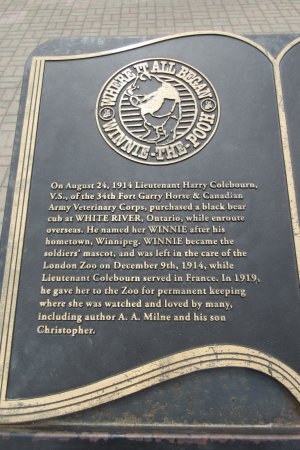 WHERE IT ALL BEGAN
WINNIE-THE-POOH
On August 24, 1914 Lieutenant Harry Colebourn,
V.S., of the 34th Fort Garry Horse & Canadian
Army Veterinary Corps. purchased a black bear
cub at WHITE RIVER, Ontario, while enroute
overseas. He named her WINNIE after his
hometown, Winnipeg. WINNIE became the
soldiers' mascot, and was left in the care of the
London Zoo on December 9th, 1914, while
Lieutenant Colebourn served in France. In 1919,
he gave her to the Zoo for permanent keeping
where she was watched and loved by many,
including author A. A. Milne and his son
Christopher.